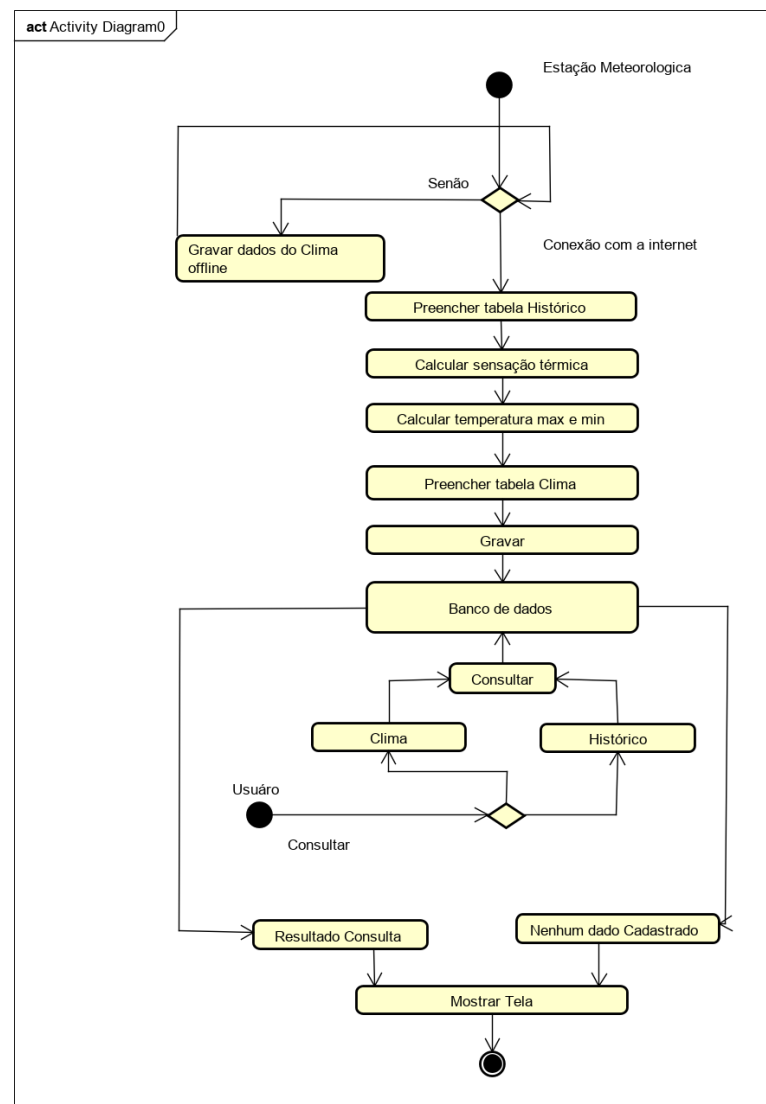 act Activity Diagram0
Estação Meteorologica
Senão
Gravar dados do Clima
offline
Conexão com a internet
Preencher tabela Histórico
Calcular sensação térmica
Calcular temperatura max e min
Preencher tabela Clima
Gravar
Banco de dados
Consultar
Clima
Histórico
Usuáro
Consultar
Resultado Consulta
Nenhum dado Cadastrado
Mostrar Tela